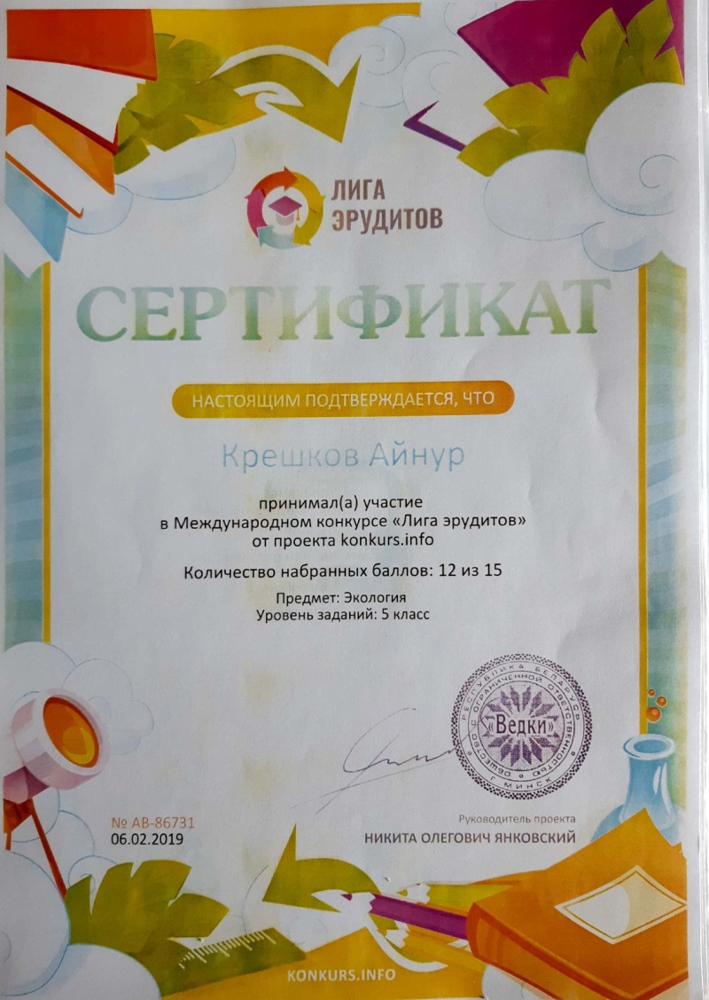 ЛИГА
ЭРУДИТОВ
СЕРТИФИКАТ
НАСТОЯЩИМ ПОДТВЕРЖДАЕТСЯ, ЧТО
Крешков Айнур
принимал(а) участие
в Международном конкурсе «Лига эрудитов»
от проекта konkurs.info
Количество набранных баллов: 12 из 15
Предмет: Экология
Уровень заданий: 5 класс
РЕСПУБЛИКА БЕЛАРУСЬ
ОБЩЕСТВО С ОГРАНИЧЕННОЙ ОТВЕТСТВЕННОСТЬЮ
«Ведки»
Г. МИНСК
№ АВ-86731
06.02.2019
Руководитель проекта
НИКИТА ОЛЕГОВИЧ ЯНКОВСКИЙ
KONKURS.INFO